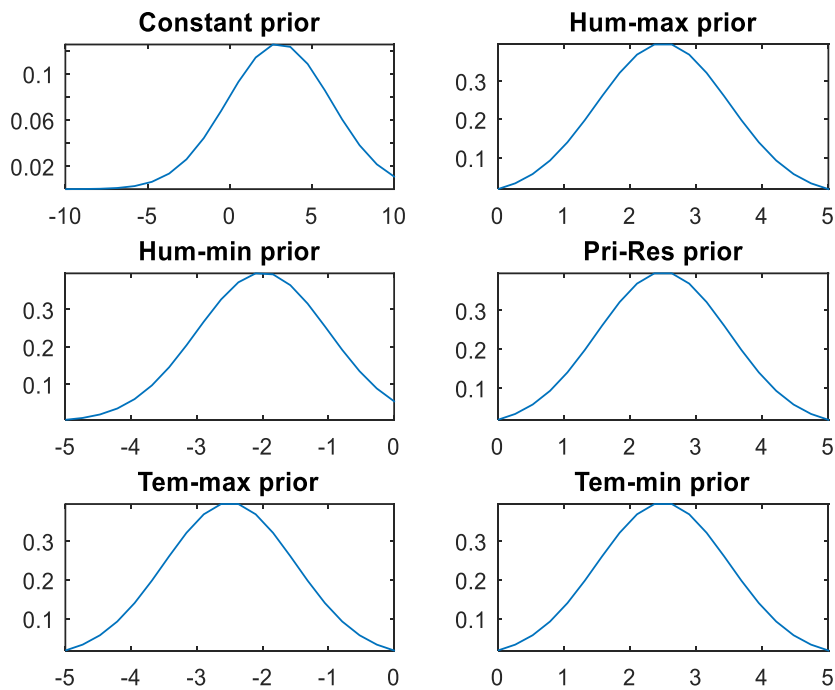 Constant prior
0.1
0.06
0.02
-10 -5 0 5 10
Hum-max prior
0.3
0.2
0.1
0 1 2 3 4 5
Hum-min prior
0.3
0.2
0.1
-5 -4 -3 -2 -1 0
Pri-Res prior
0.3
0.2
0.1
0 1 2 3 4 5
Tem-max prior
0.3
0.2
0.1
-5 -4 -3 -2 -1 0
Tem-min prior
0.3
0.2
0.1
0 1 2 3 4 5